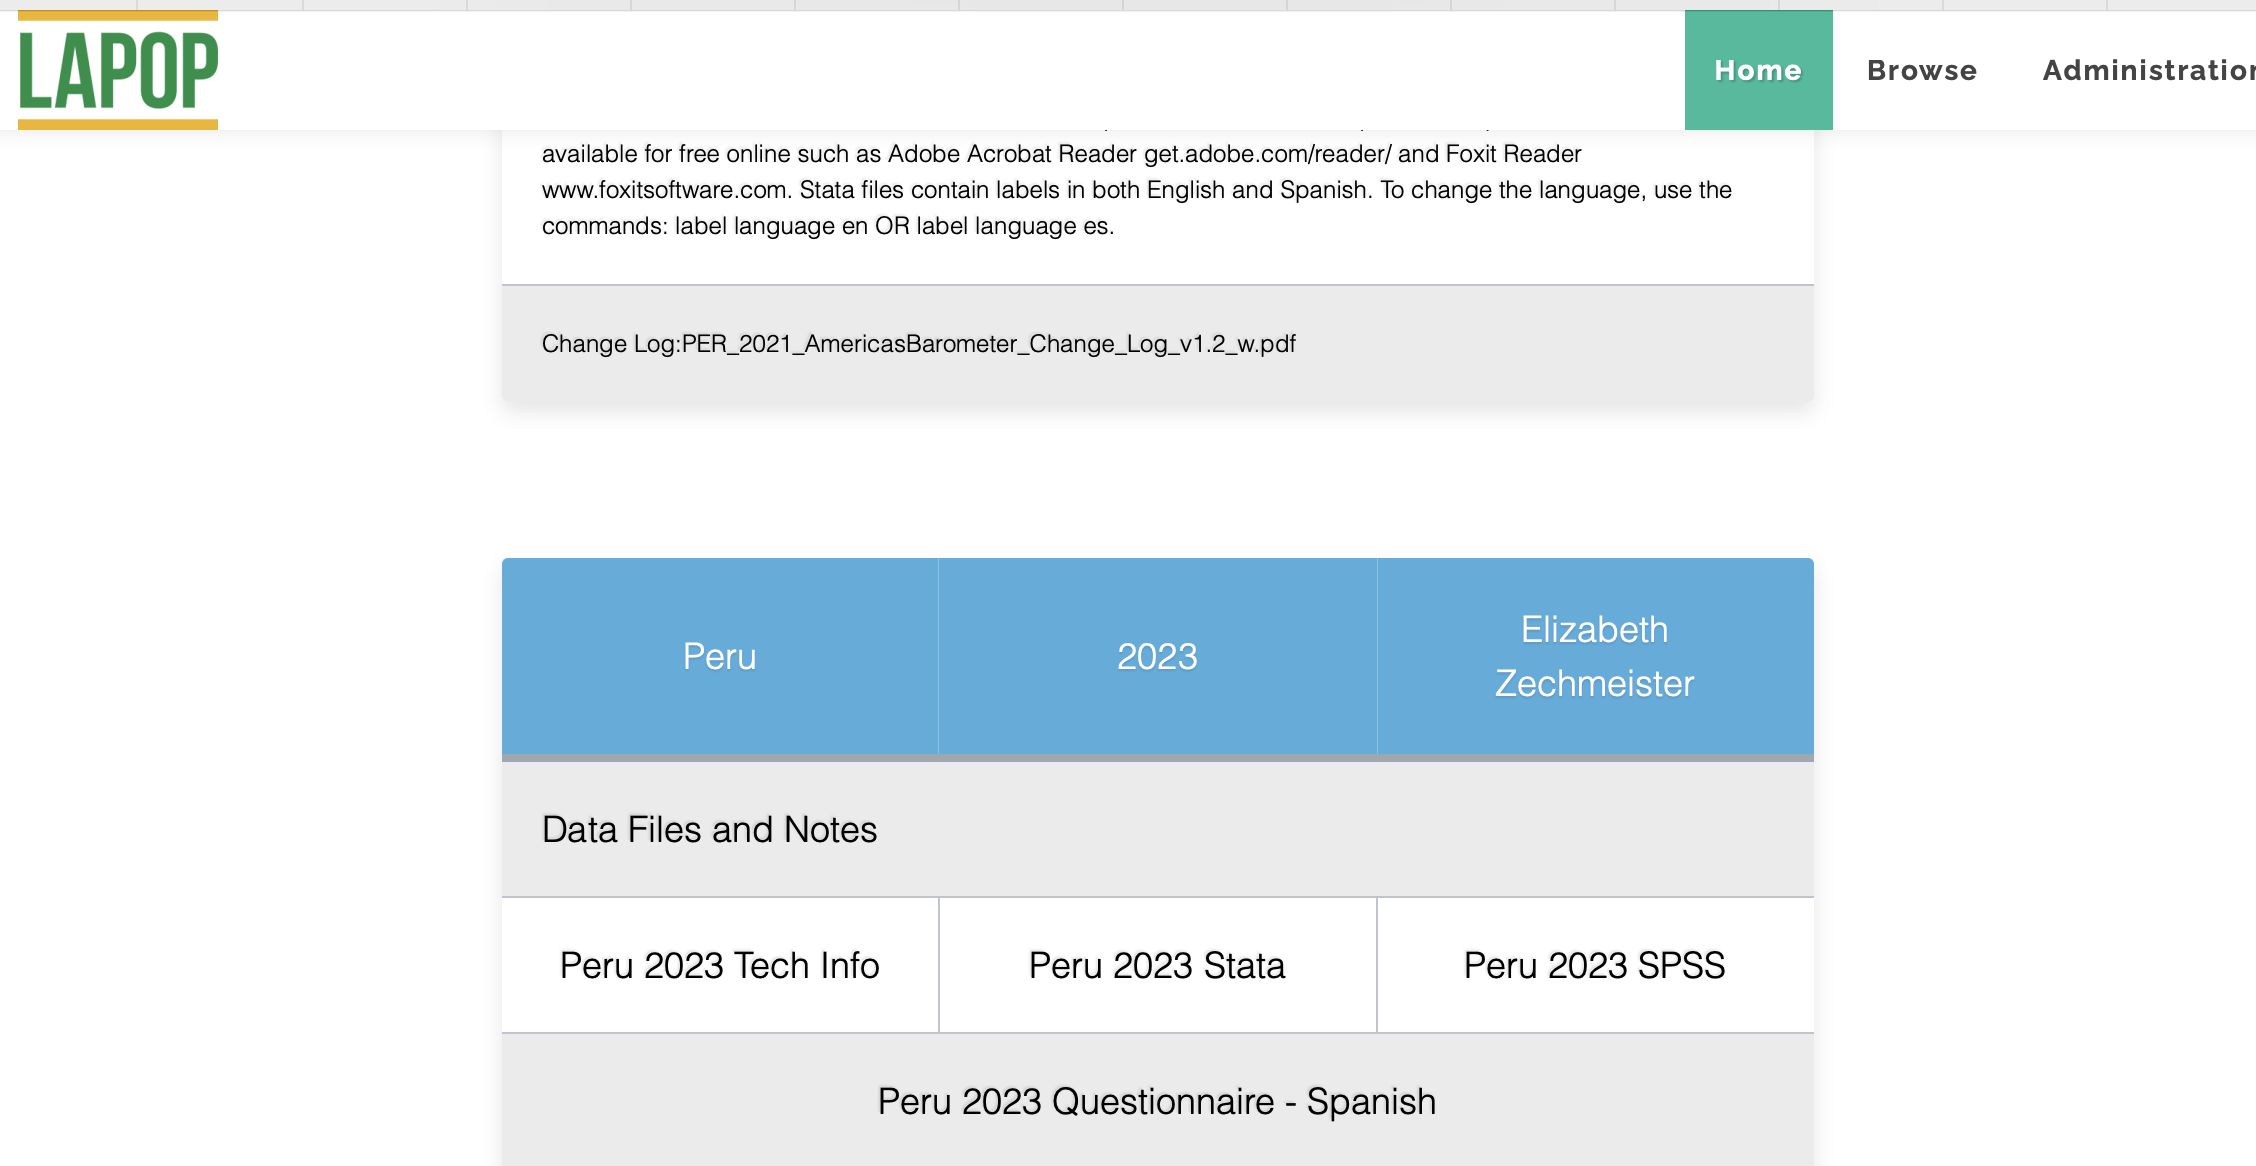 LAPOP
Home
Browse
Administration
available for free online such as Adobe Acrobat Reader get.adobe.com/reader/ and Foxit Reader
www.foxitsoftware.com. Stata files contain labels in both English and Spanish. To change the language, use the
commands: label language en OR label language es.
Change Log:PER_2021_AmericasBarometer_Change_Log_v1.2_w.pdf
Peru
2023
Elizabeth
Zechmeister
Data Files and Notes
Peru 2023 Tech Info
Peru 2023 Stata
Peru 2023 SPSS
Peru 2023 Questionnaire - Spanish